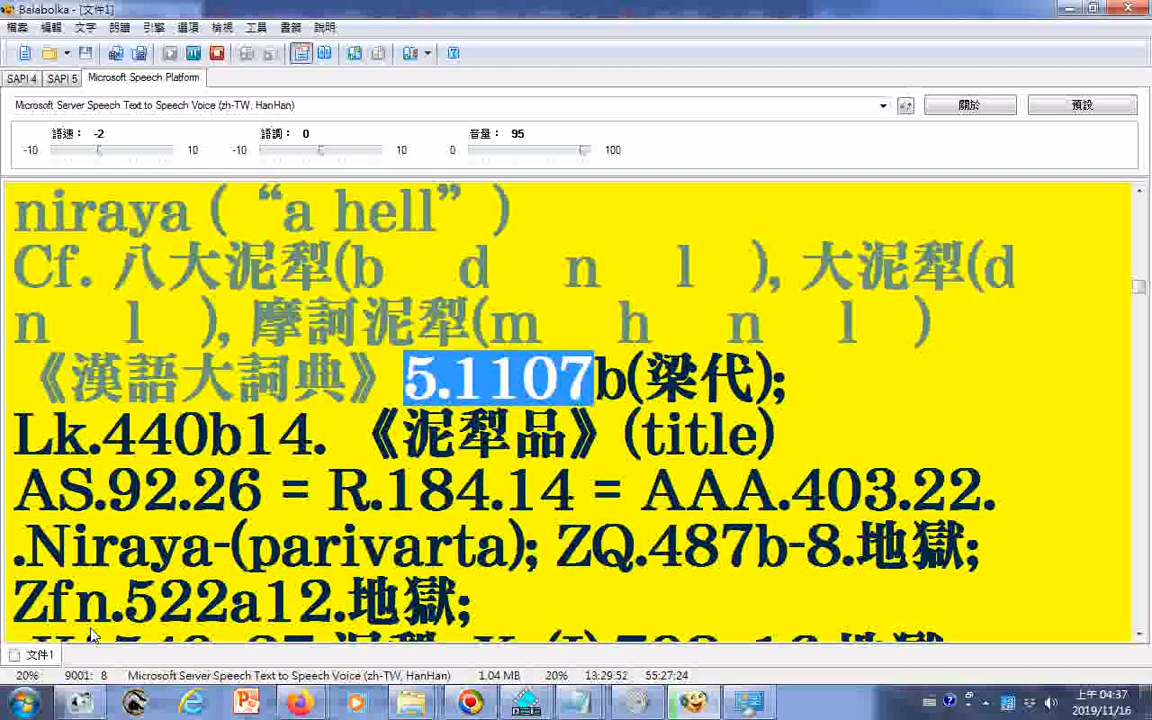 Balabolka - [文件1]
檔案 編輯 文字 朗讀 引擎 選項 檢視 工具 書籤 說明
SAPI 4 SAPI 5 Microsoft Speech Platform
Microsoft Server Speech Text to Speech Voice (zh-TW, HanHan) 關於 預設
語速： -2 語調： 0 音量： 95
-10 10 -10 10 0 100
niraya (“a hell”)
Cf. 八大泥犁(b d n l ), 大泥犁(d
n l ), 摩訶泥犁(m h n l )
《漢語大詞典》 5.1107b(梁代);
Lk.440b14. 《泥犁品》(title)
AS.92.26 = R.184.14 = AAA.403.22.
.Niraya-(parivarta); ZQ.487b-8.地獄;
Zfn.522a12.地獄;
文件1
20% 9001: 8 Microsoft Server Speech Text to Speech Voice (zh-TW, HanHan) 1.04 MB 20% 13:29:52 55:27:24
上午 04:37
2019/11/16